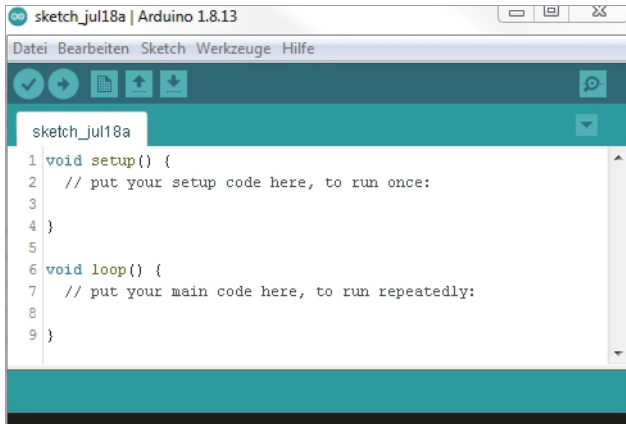 sketch_jul18a | Arduino 1.8.13
Datei Bearbeiten Sketch Werkzeuge Hilfe
sketch_jul18a
1 void setup() {
2   // put your setup code here, to run once:
3
4 }
5
6 void loop() {
7   // put your main code here, to run repeatedly:
8
9 }